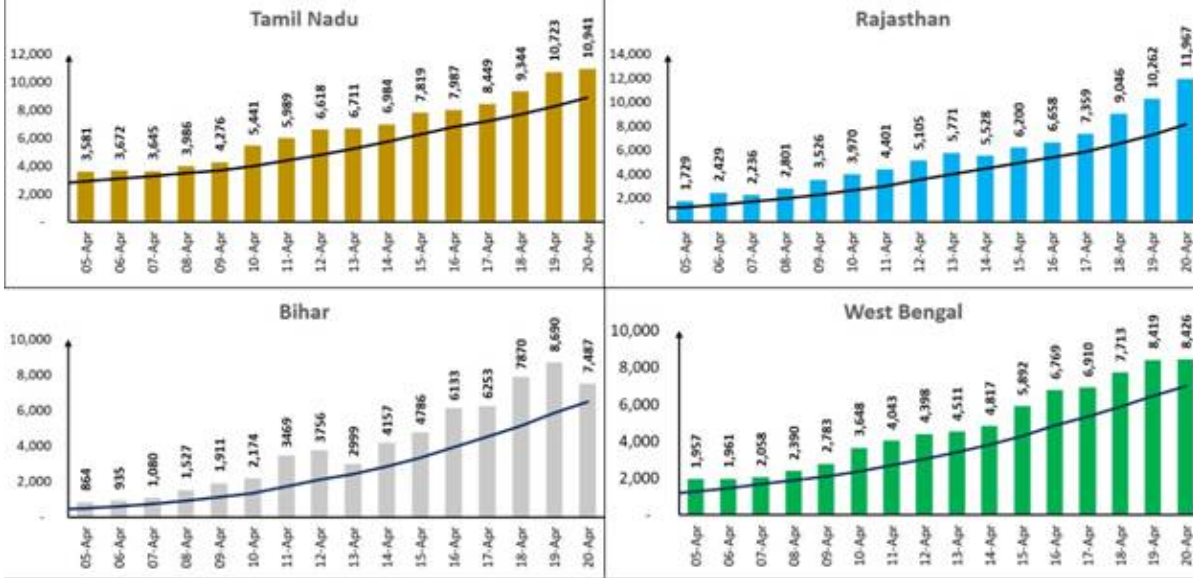 Tamil Nadu
12,000
10,000
8,000
6,000
4,000
2,000
-
3,581
3,672
3,645
3,986
4,276
5,441
5,989
6,618
6,711
6,984
7,819
7,987
8,449
9,344
10,723
10,941
05-Apr
06-Apr
07-Apr
08-Apr
09-Apr
10-Apr
11-Apr
12-Apr
13-Apr
14-Apr
15-Apr
16-Apr
17-Apr
18-Apr
19-Apr
20-Apr
Rajasthan
14,000
12,000
10,000
8,000
6,000
4,000
2,000
-
1,729
2,429
2,236
2,801
3,526
3,970
4,401
5,105
5,771
5,528
6,200
6,658
7,359
9,046
10,262
11,967
05-Apr
06-Apr
07-Apr
08-Apr
09-Apr
10-Apr
11-Apr
12-Apr
13-Apr
14-Apr
15-Apr
16-Apr
17-Apr
18-Apr
19-Apr
20-Apr
Bihar
10,000
8,000
6,000
4,000
2,000
-
864
935
1,080
1,527
1,911
2,174
3469
3756
2999
4157
4786
6133
6253
7870
8,690
7,487
05-Apr
06-Apr
07-Apr
08-Apr
09-Apr
10-Apr
11-Apr
12-Apr
13-Apr
14-Apr
15-Apr
16-Apr
17-Apr
18-Apr
19-Apr
20-Apr
West Bengal
10,000
8,000
6,000
4,000
2,000
-
1,957
1,961
2,058
2,390
2,783
3,648
4,043
4,398
4,511
4,817
5,892
6,769
6,910
7,713
8,419
8,426
05-Apr
06-Apr
07-Apr
08-Apr
09-Apr
10-Apr
11-Apr
12-Apr
13-Apr
14-Apr
15-Apr
16-Apr
17-Apr
18-Apr
19-Apr
20-Apr